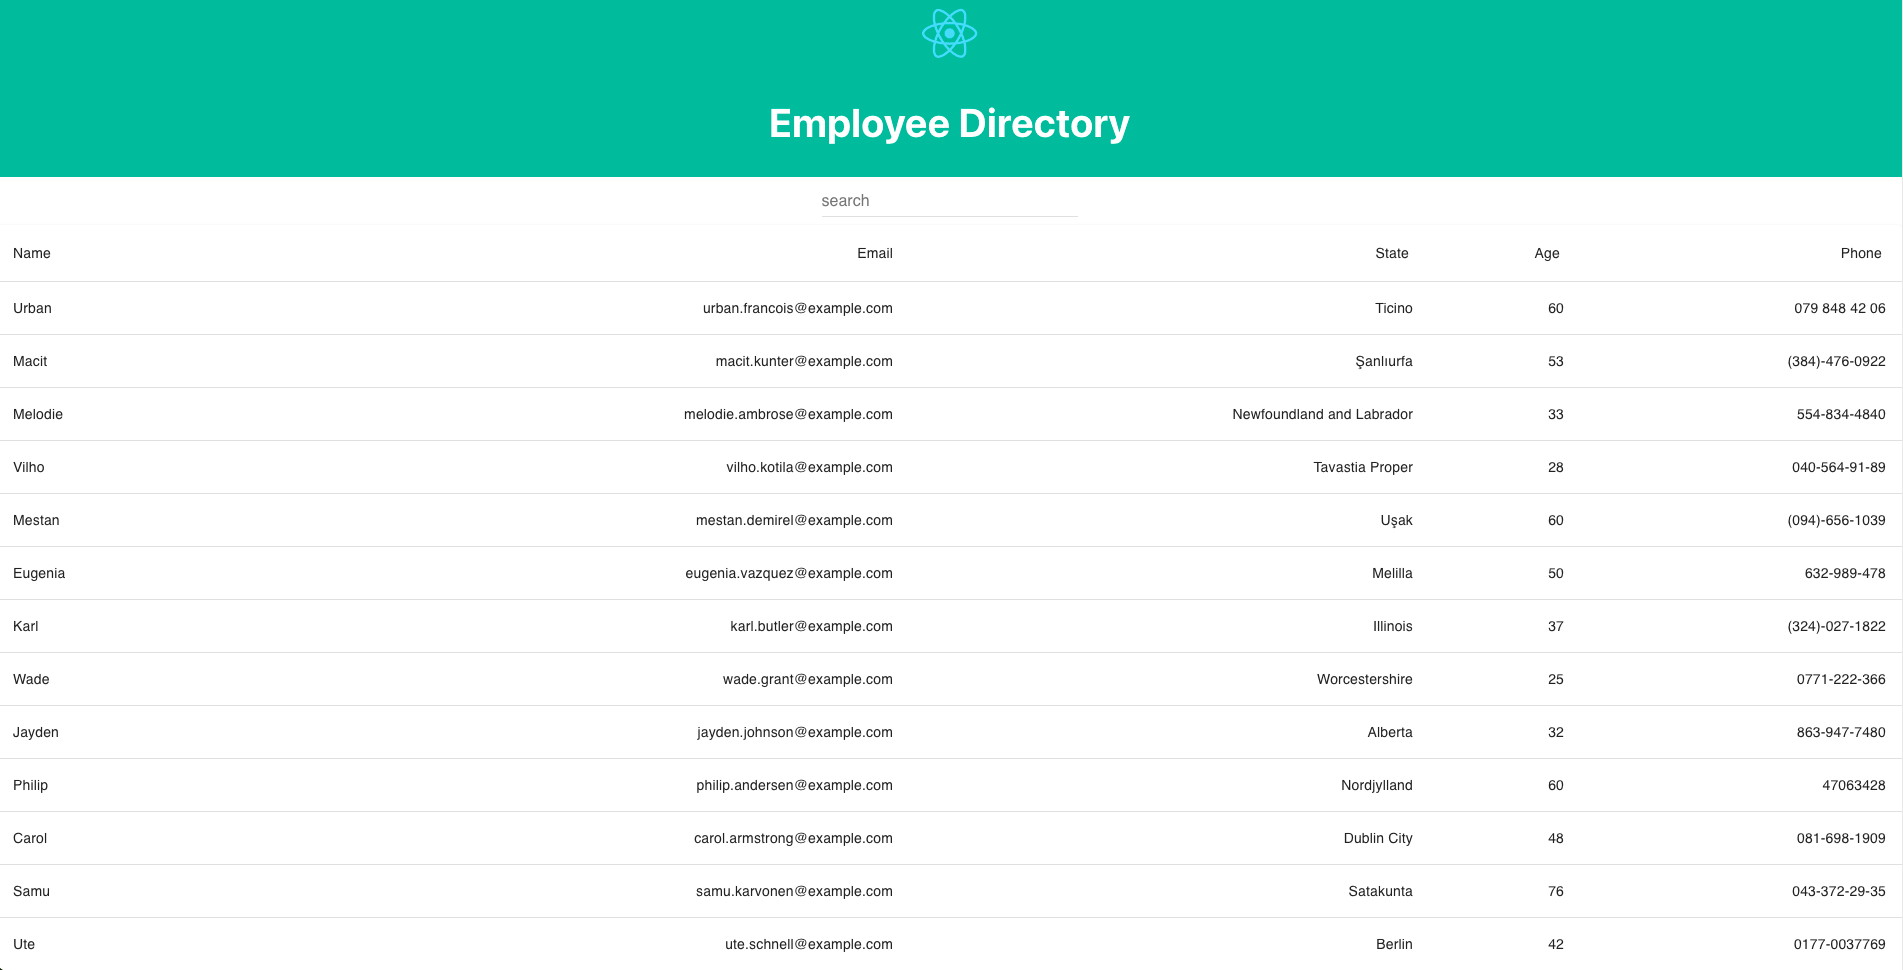 Employee Directory
search
Name Email State Age Phone
Urban urban.francois@example.com Ticino 60 079 848 42 06
Macit macit.kunter@example.com Şanlıurfa 53 (384)-476-0922
Melodie melodie.ambrose@example.com Newfoundland and Labrador 33 554-834-4840
Vilho vilho.kotila@example.com Tavastia Proper 28 040-564-91-89
Mestan mestan.demirel@example.com Uşak 60 (094)-656-1039
Eugenia eugenia.vazquez@example.com Melilla 50 632-989-478
Karl karl.butler@example.com Illinois 37 (324)-027-1822
Wade wade.grant@example.com Worcestershire 25 0771-222-366
Jayden jayden.johnson@example.com Alberta 32 863-947-7480
Philip philip.andersen@example.com Nordjylland 60 47063428
Carol carol.armstrong@example.com Dublin City 48 081-698-1909
Samu samu.karvonen@example.com Satakunta 76 043-372-29-35
Ute ute.schnell@example.com Berlin 42 0177-0037769